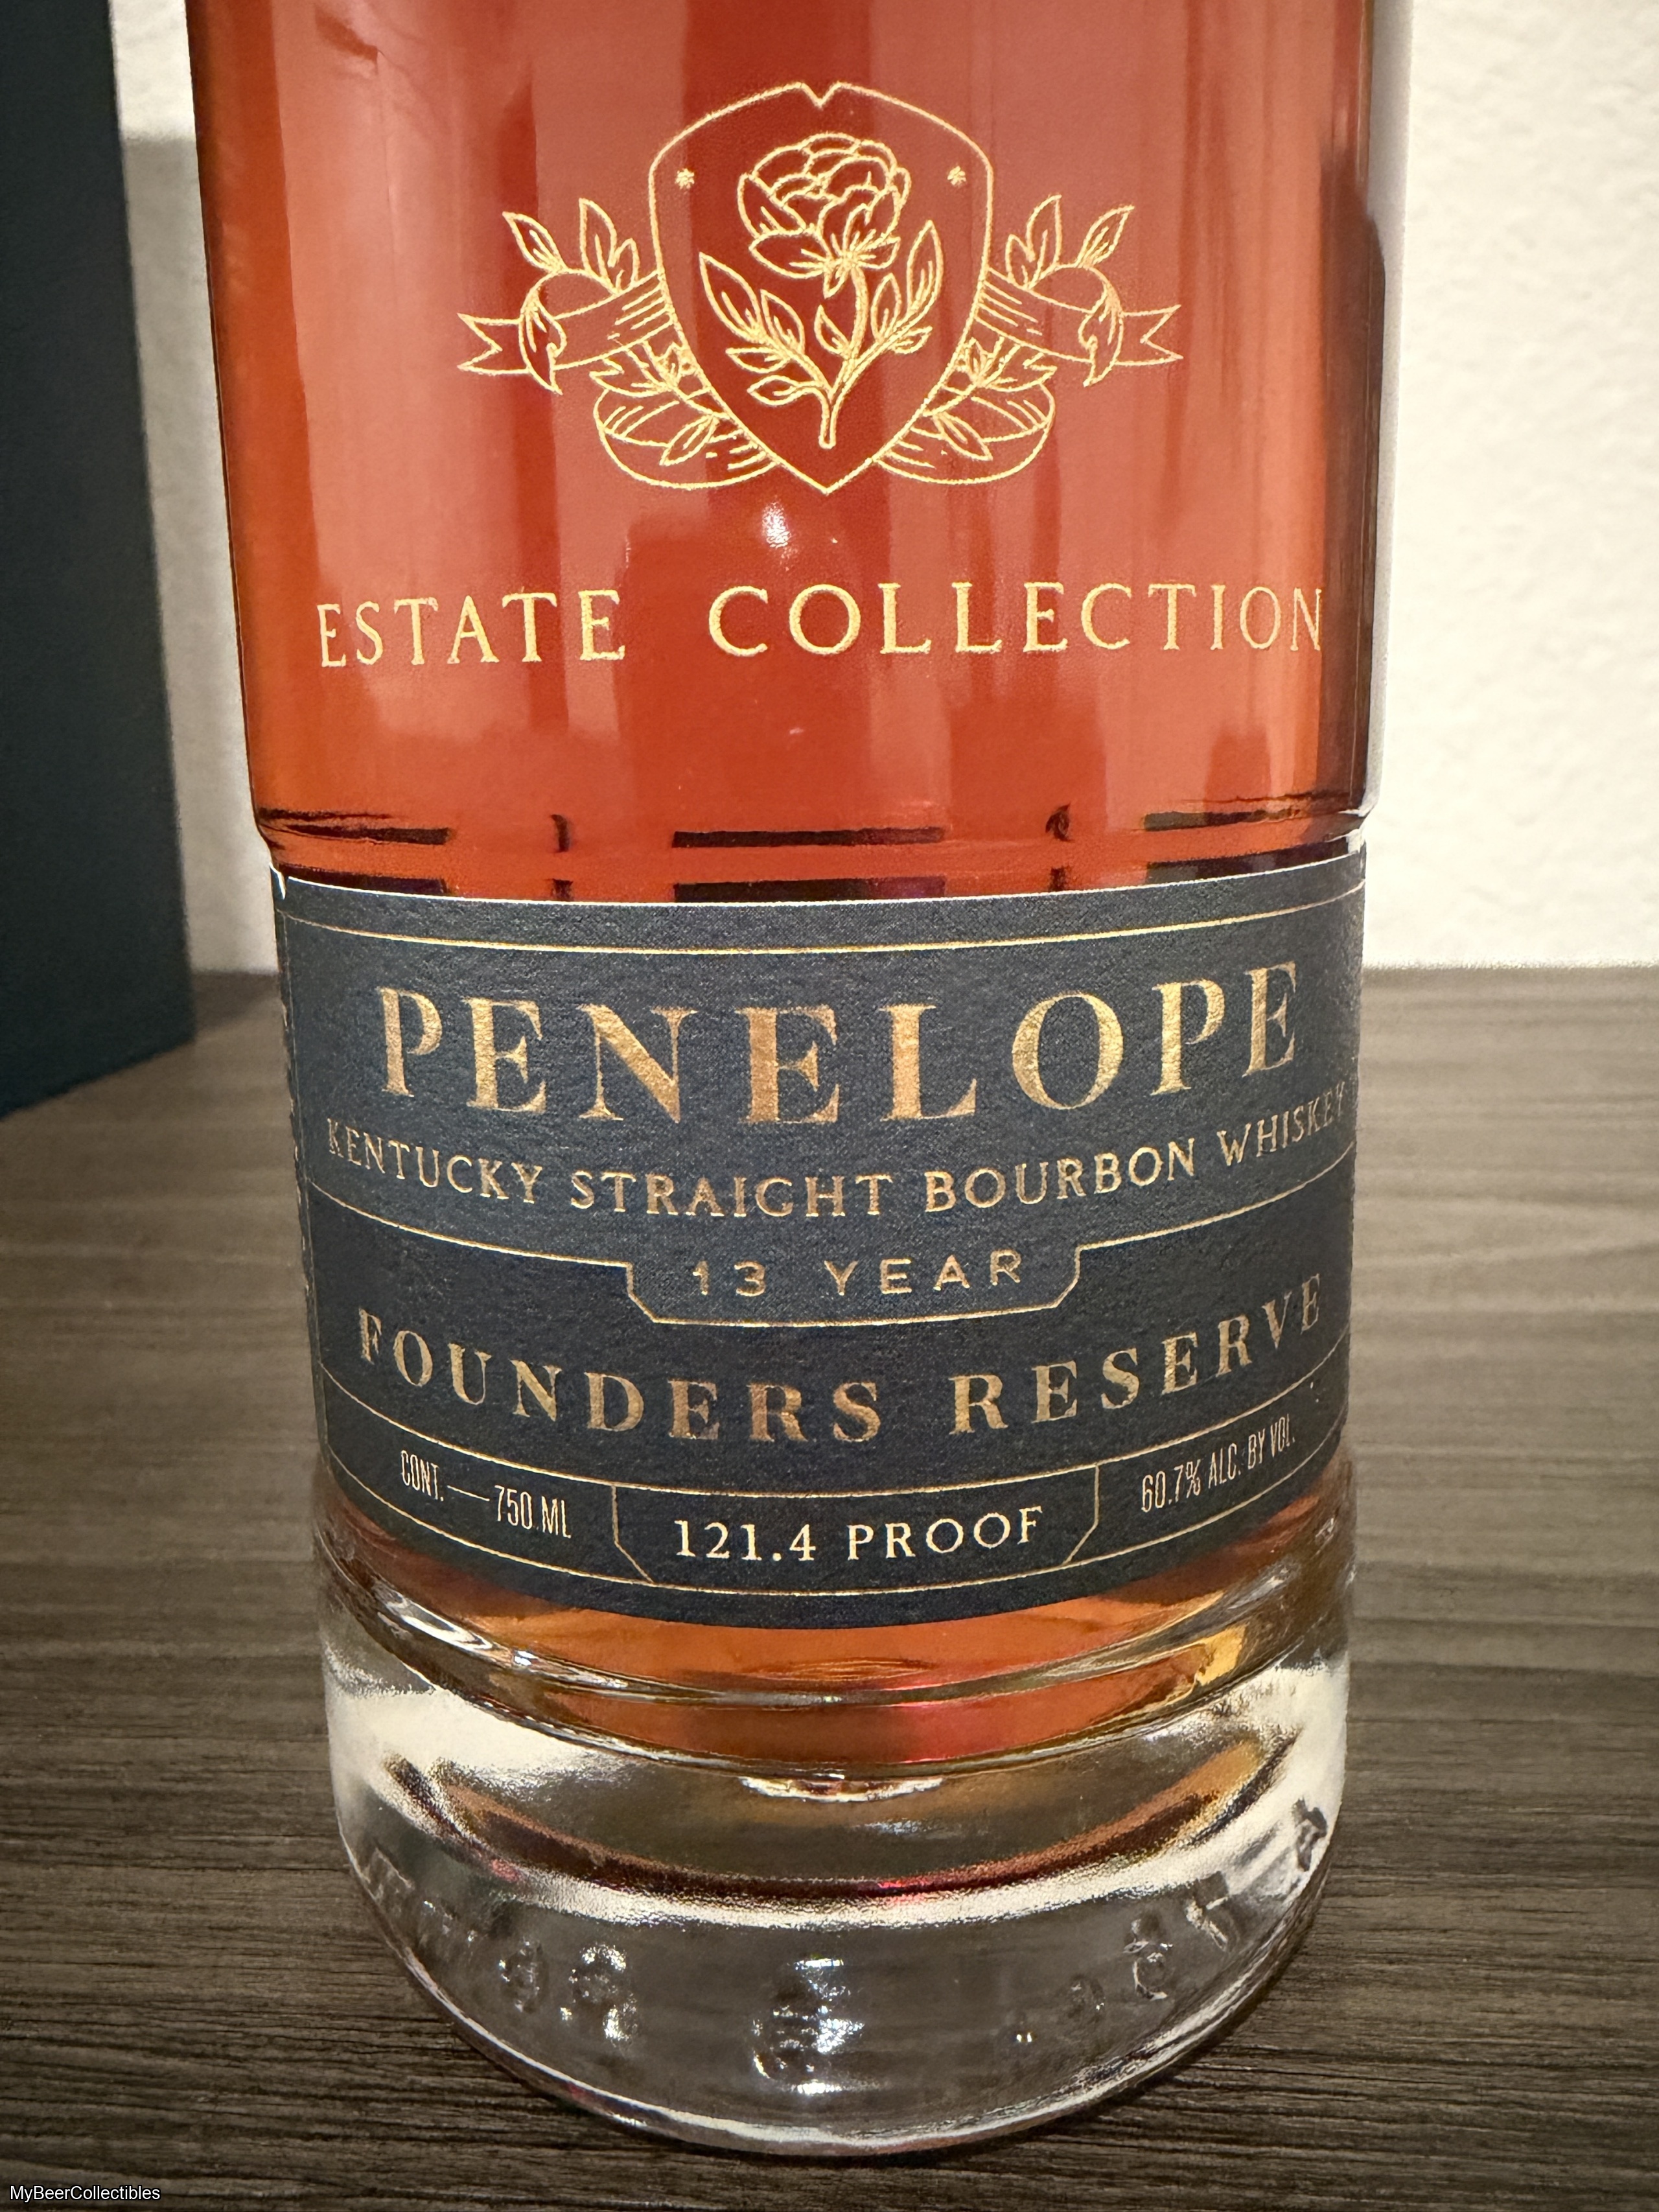 ESTATE COLLECTION
PENELOPE
KENTUCKY STRAIGHT BOURBON WHISKEY
13 YEAR
FOUNDERS RESERVE
CONT.—750 ML
121.4 PROOF
60.7% ALC. BY VOL.
MyBeerCollectibles